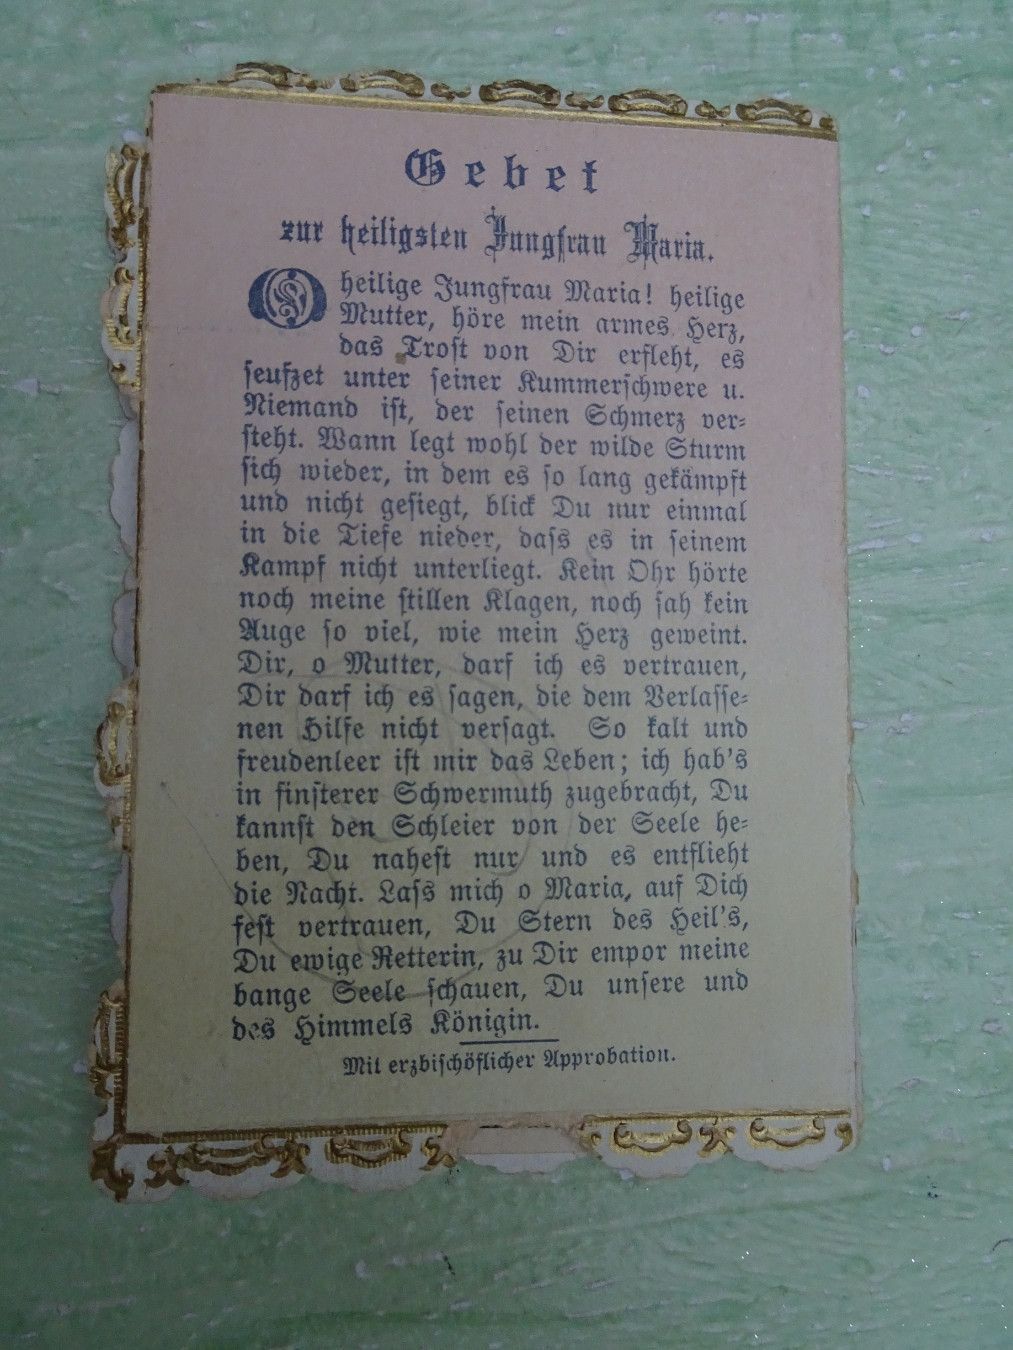 Gebet
zur heiligsten Jungfrau Maria.
O heilige Jungfrau Maria! heilige
Mutter, höre mein armes Herz,
das Trost von Dir erfleht, es
seufzet unter seiner Kummerschwere u.
Niemand ist, der seinen Schmerz ver-
steht. Wann legt wohl der wilde Sturm
sich wieder, in dem es so lang gekämpft
und nicht gesiegt, blick Du nur einmal
in die Tiefe nieder, dass es in seinem
Kampf nicht unterliegt. Kein Ohr hörte
noch meine stillen Klagen, noch sah kein
Auge so viel, wie mein Herz geweint.
Dir, o Mutter, darf ich es vertrauen,
Dir darf ich es sagen, die dem Verlasse-
nen Hilfe nicht versagt. So kalt und
freudenleer ist mir das Leben; ich hab's
in finsterer Schwermuth zugebracht, Du
kannst den Schleier von der Seele he-
ben, Du nahest nur und es entflieht
die Nacht. Lass mich o Maria, auf Dich
fest vertrauen, Du Stern des Heil's,
Du ewige Retterin, zu Dir empor meine
bange Seele schauen, Du unsere und
des Himmels Königin.
Mit erzbischöflicher Approbation.